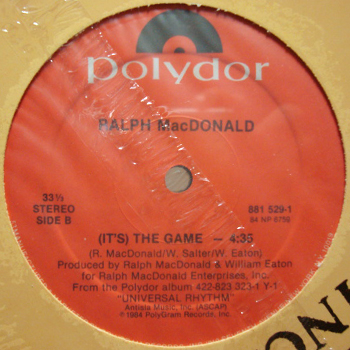 polydor
RALPH MacDONALD
33⅓
STEREO
SIDE B
881 529-1
(IT'S) THE GAME — 4:36
(R. MacDonald/W. Salter/W. Eaton)
Produced by Ralph MacDonald & William Eaton
for Ralph MacDonald Enterprises, Inc.
From the Polydor album 422-823 323-1 Y-1
"UNIVERSAL RHYTHM"
Antisia Music, Inc. (ASCAP)
℗ 1984 PolyGram Records, Inc.